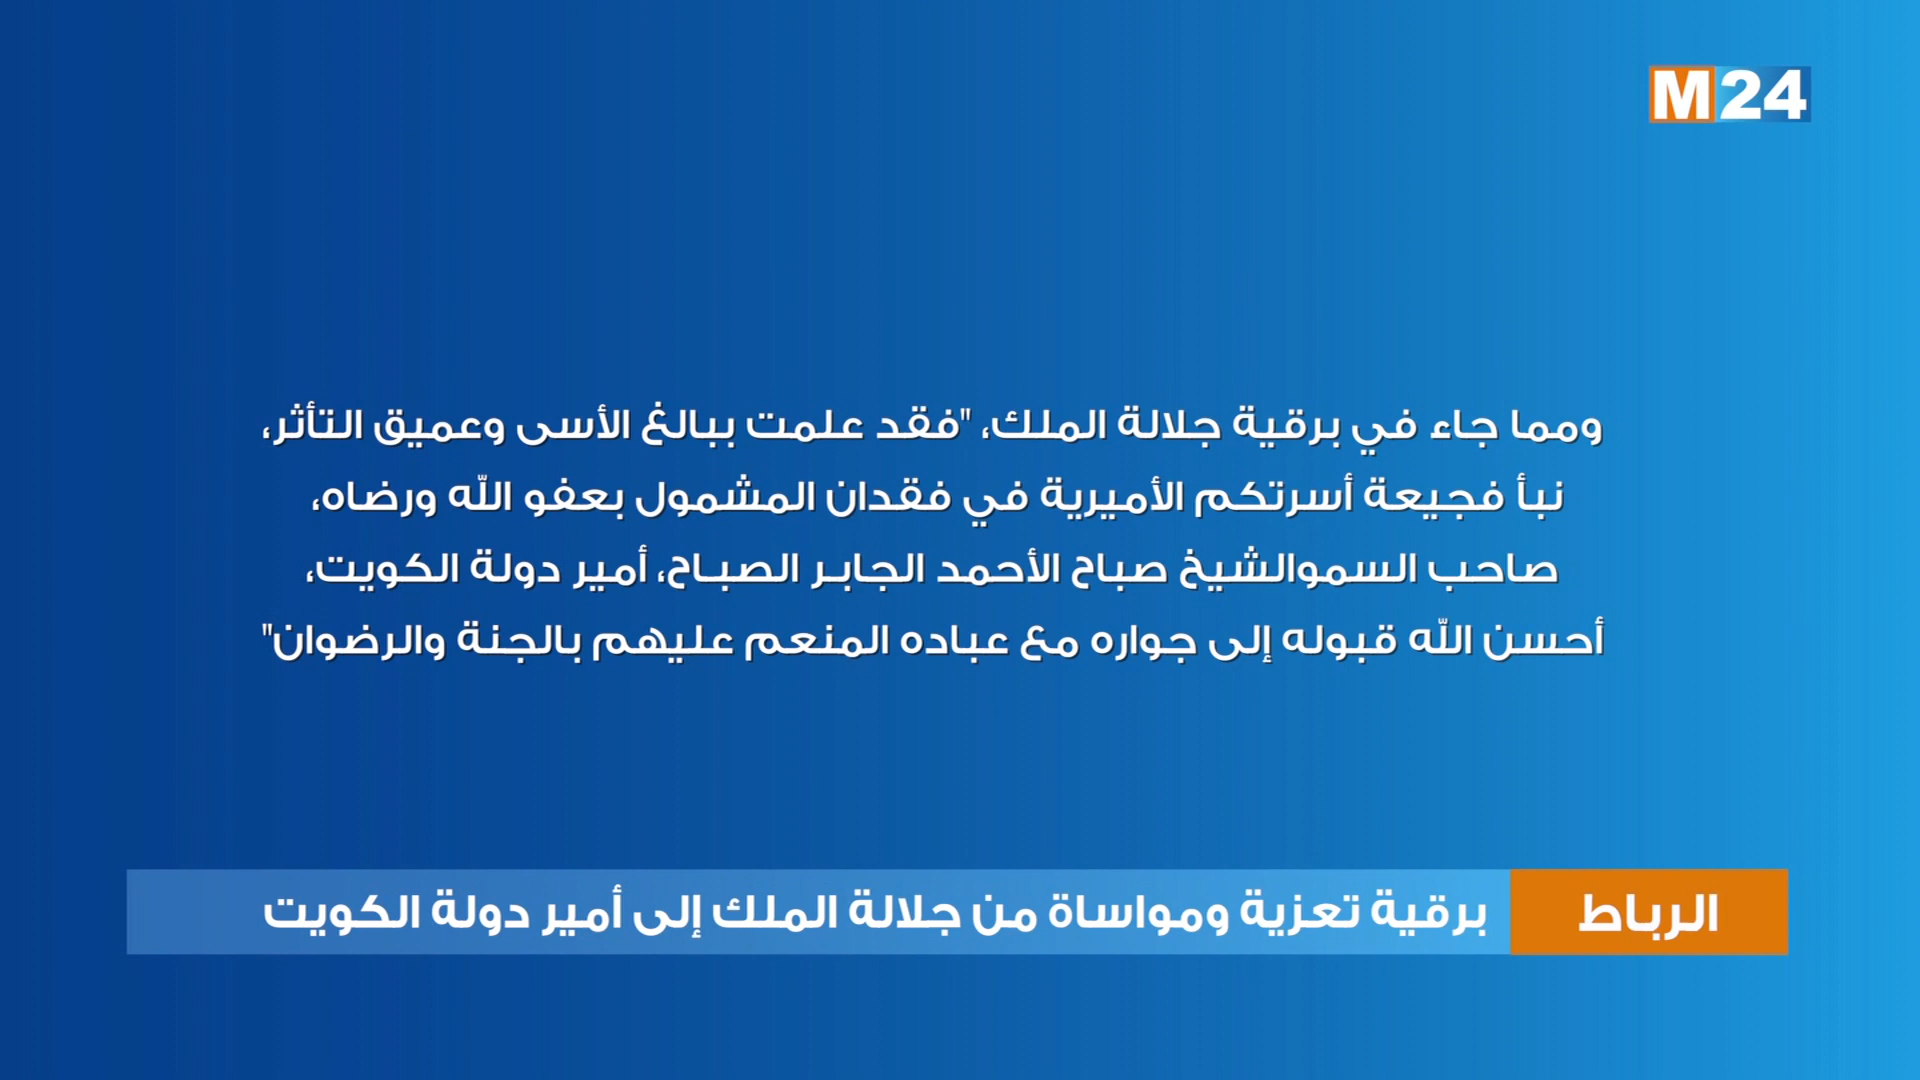 M24
ومما جاء في برقية جلالة الملك، "فقد علمت ببالغ الأسى وعميق التأثر،
نبأ فجيعة أسرتكم الأميرية في فقدان المشمول بعفو الله ورضاه،
صاحب السموالشيخ صباح الأحمد الجابر الصباح، أمير دولة الكويت،
أحسن الله قبوله إلى جواره مع عباده المنعم عليهم بالجنة والرضوان"
الرباط
برقية تعزية ومواساة من جلالة الملك إلى أمير دولة الكويت